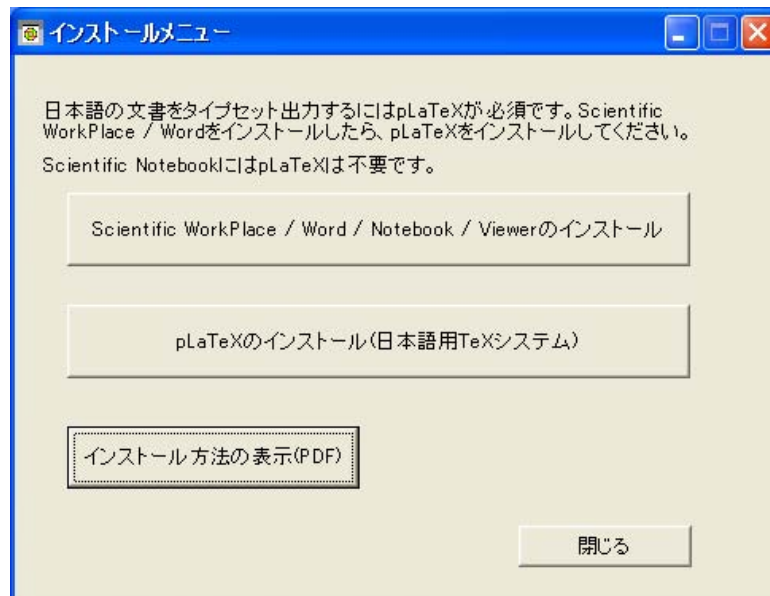 インストールメニュー
日本語の文書をタイプセット出力するにはpLaTeXが必須です。Scientific
WorkPlace / Wordをインストールしたら、pLaTeXをインストールしてください。
Scientific NotebookにはpLaTeXは不要です。
Scientific WorkPlace / Word / Notebook / Viewerのインストール
pLaTeXのインストール(日本語用TeXシステム)
インストール方法の表示(PDF)
閉じる